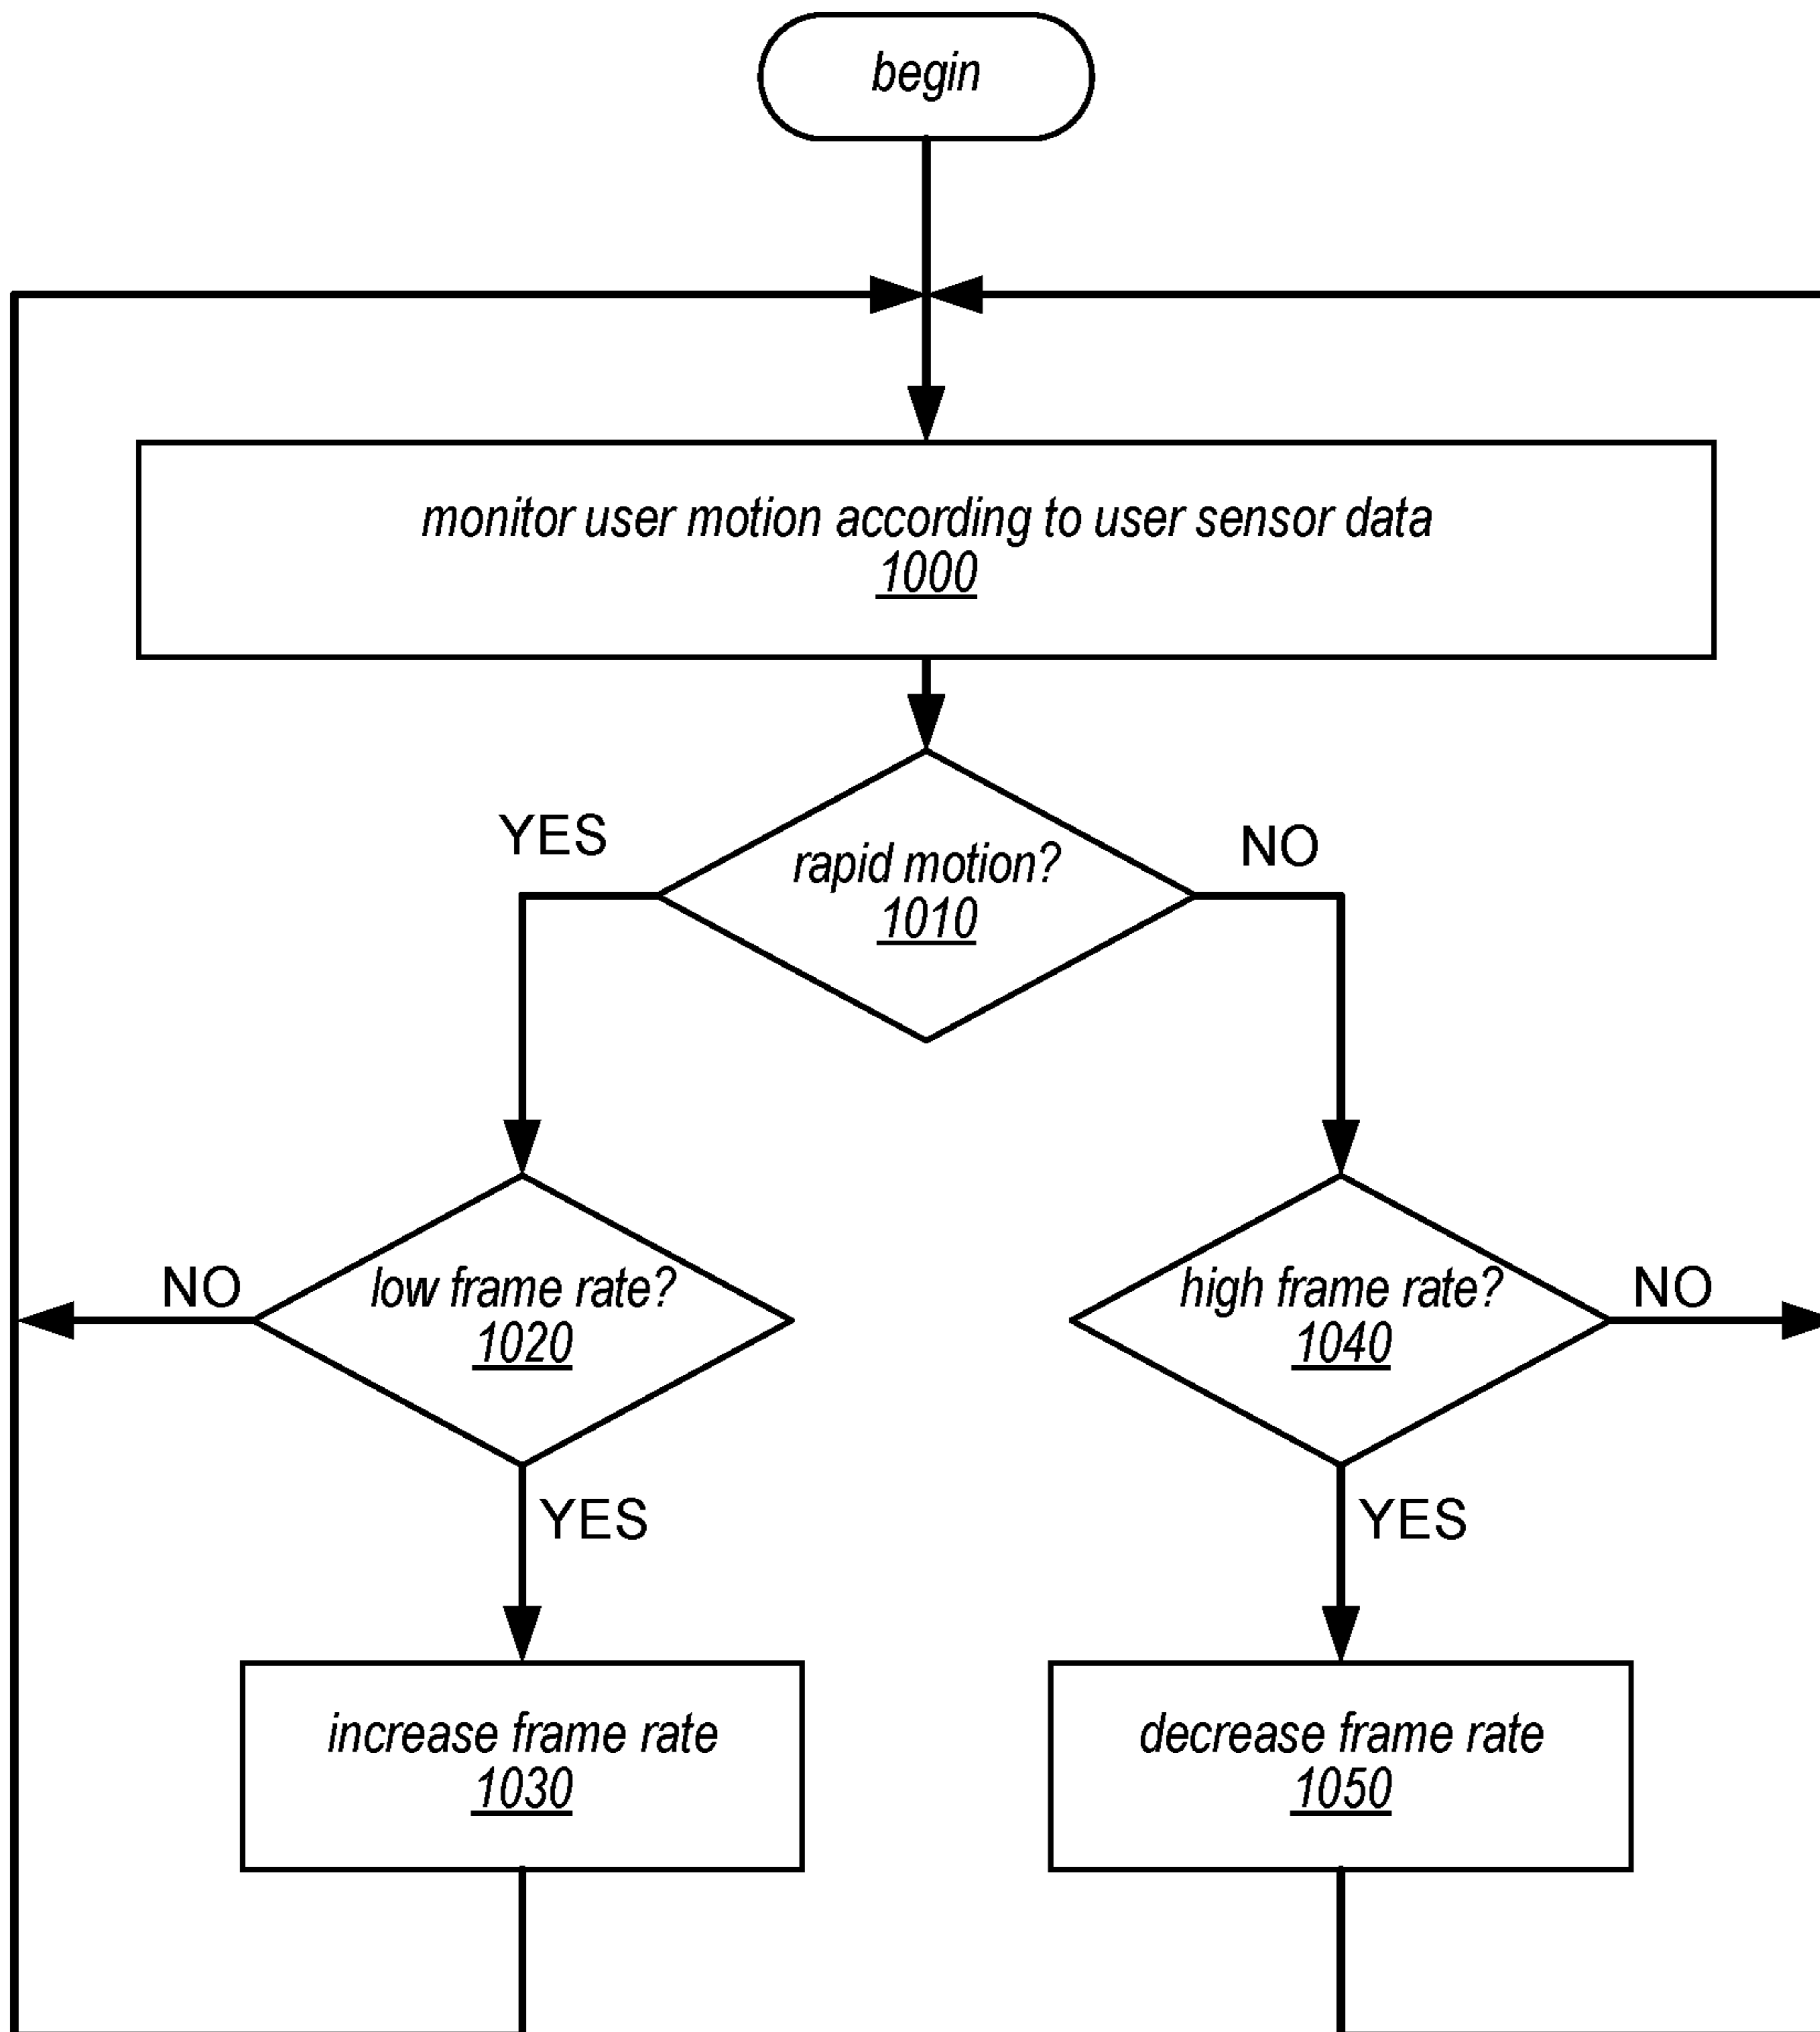 begin
monitor user motion according to user sensor data
1000
YES
NO
rapid motion?
1010
NO
low frame rate?
1020
high frame rate?
1040
NO
YES
YES
increase frame rate
1030
decrease frame rate
1050